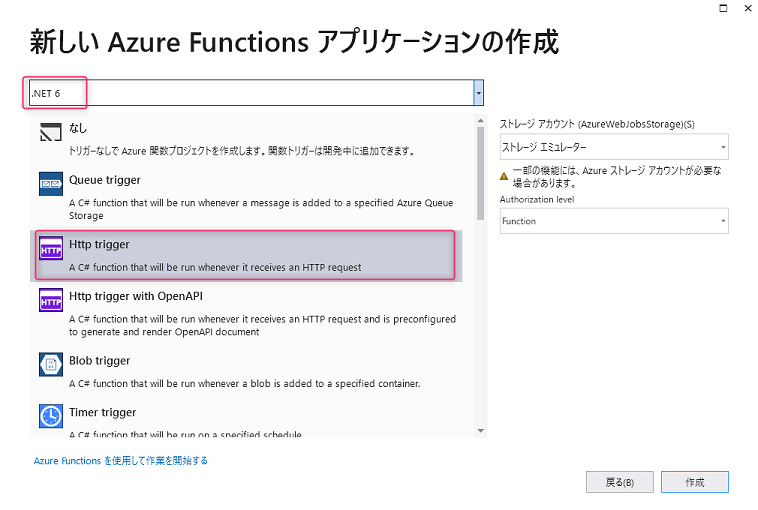 新しい Azure Functions アプリケーションの作成
.NET 6
なし
トリガーなしで Azure 関数プロジェクトを作成します。関数トリガーは開発中に追加できます。
Queue trigger
A C# function that will be run whenever a message is added to a specified Azure Queue
Storage
HTTP
Http trigger
A C# function that will be run whenever it receives an HTTP request
HTTP
Http trigger with OpenAPI
A C# function that will be run whenever it receives an HTTP request and is preconfigured
to generate and render OpenAPI document
Blob trigger
A C# function that will be run whenever a blob is added to a specified container.
Timer trigger
A C# function that will be run on a specified schedule
ストレージ アカウント (AzureWebJobsStorage)(S)
ストレージ エミュレーター
一部の機能には、Azure ストレージ アカウントが必要な
場合があります。
Authorization level
Function
Azure Functions を使用して作業を開始する
戻る(B)
作成